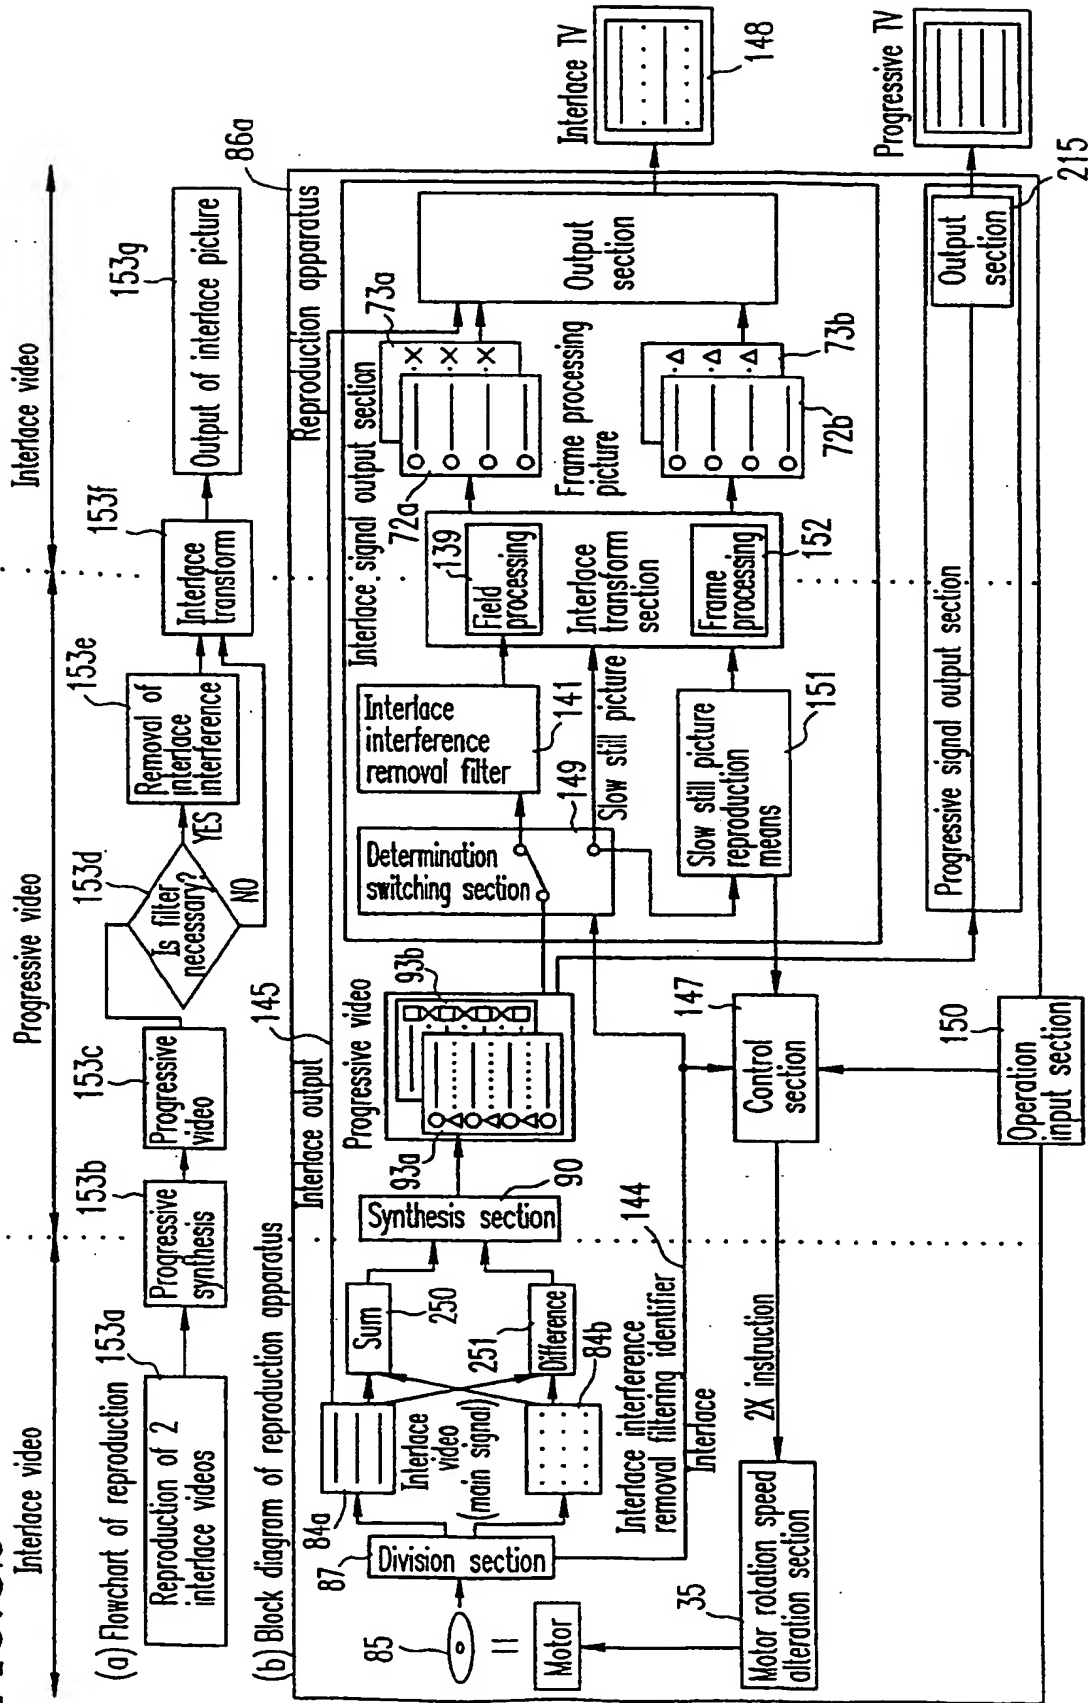 Interlace video
Progressive video
Interlace video
(a) Flowchart of reproduction
153a
Reproduction of 2
interlace videos
153b
Progressive
synthesis
153c
Progressive
video
153d
Is filter
necessary?
YES
NO
153e
Removal of
interlace
interference
153f
Interlace
transform
153g
Output of interlace picture
(b) Block diagram of reproduction apparatus
Interlace output
145
Reproduction apparatus
86a
85
Motor
87
Division section
84a
Interlace
video
(main signal)
84b
Sum
250
251
Difference
Synthesis section
90
Progressive video
93a
93b
Interlace signal output section
Determination
switching section
149
Interlace
interference
removal filter
141
Slow still picture
Slow still picture
reproduction
means
151
139
Field
processing
Interlace
transform
section
Frame
processing
152
72a
73a
Frame processing
picture
72b
73b
Output
section
Interlace TV
148
Interlace interference
removal filtering identifier
144
Interlace
35
Motor rotation speed
alteration section
2X instruction
147
Control
section
150
Operation
input section
Progressive signal output section
Output
section
215
Progressive TV